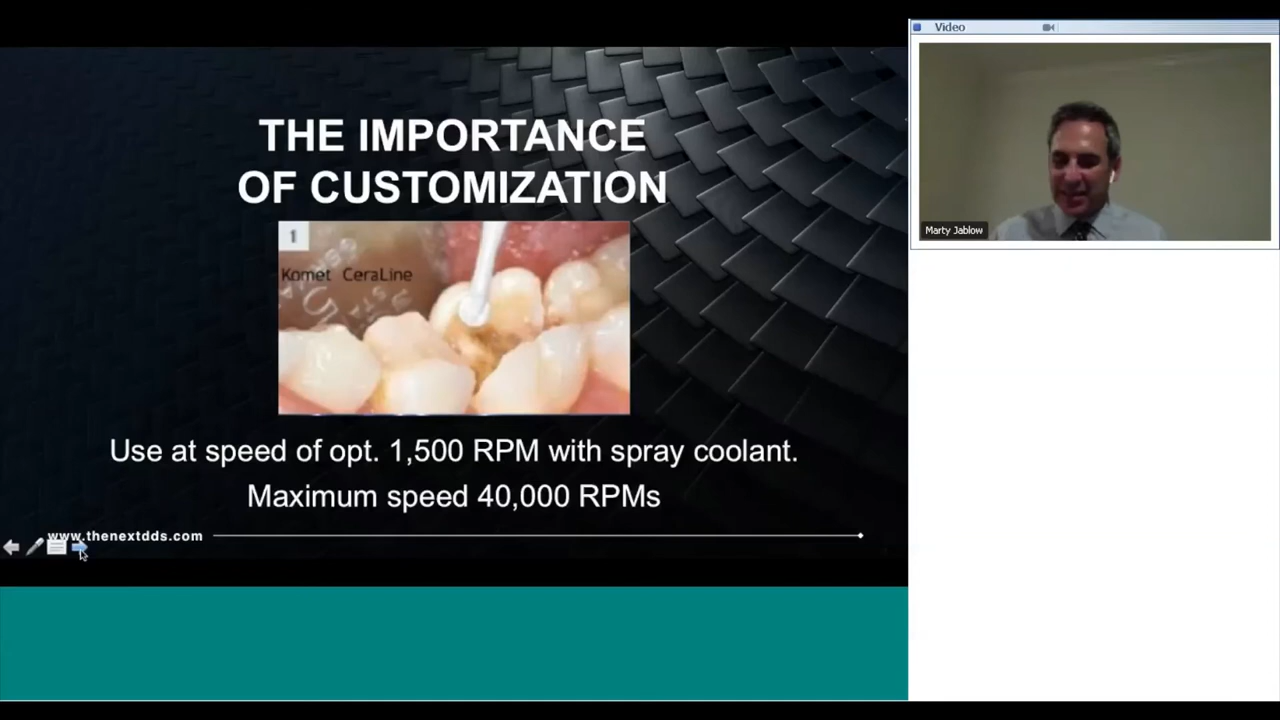 Video
Marty Jablow
THE IMPORTANCE
OF CUSTOMIZATION
1
Komet CeraLine
Use at speed of opt. 1,500 RPM with spray coolant.
Maximum speed 40,000 RPMs
www.thenextdds.com